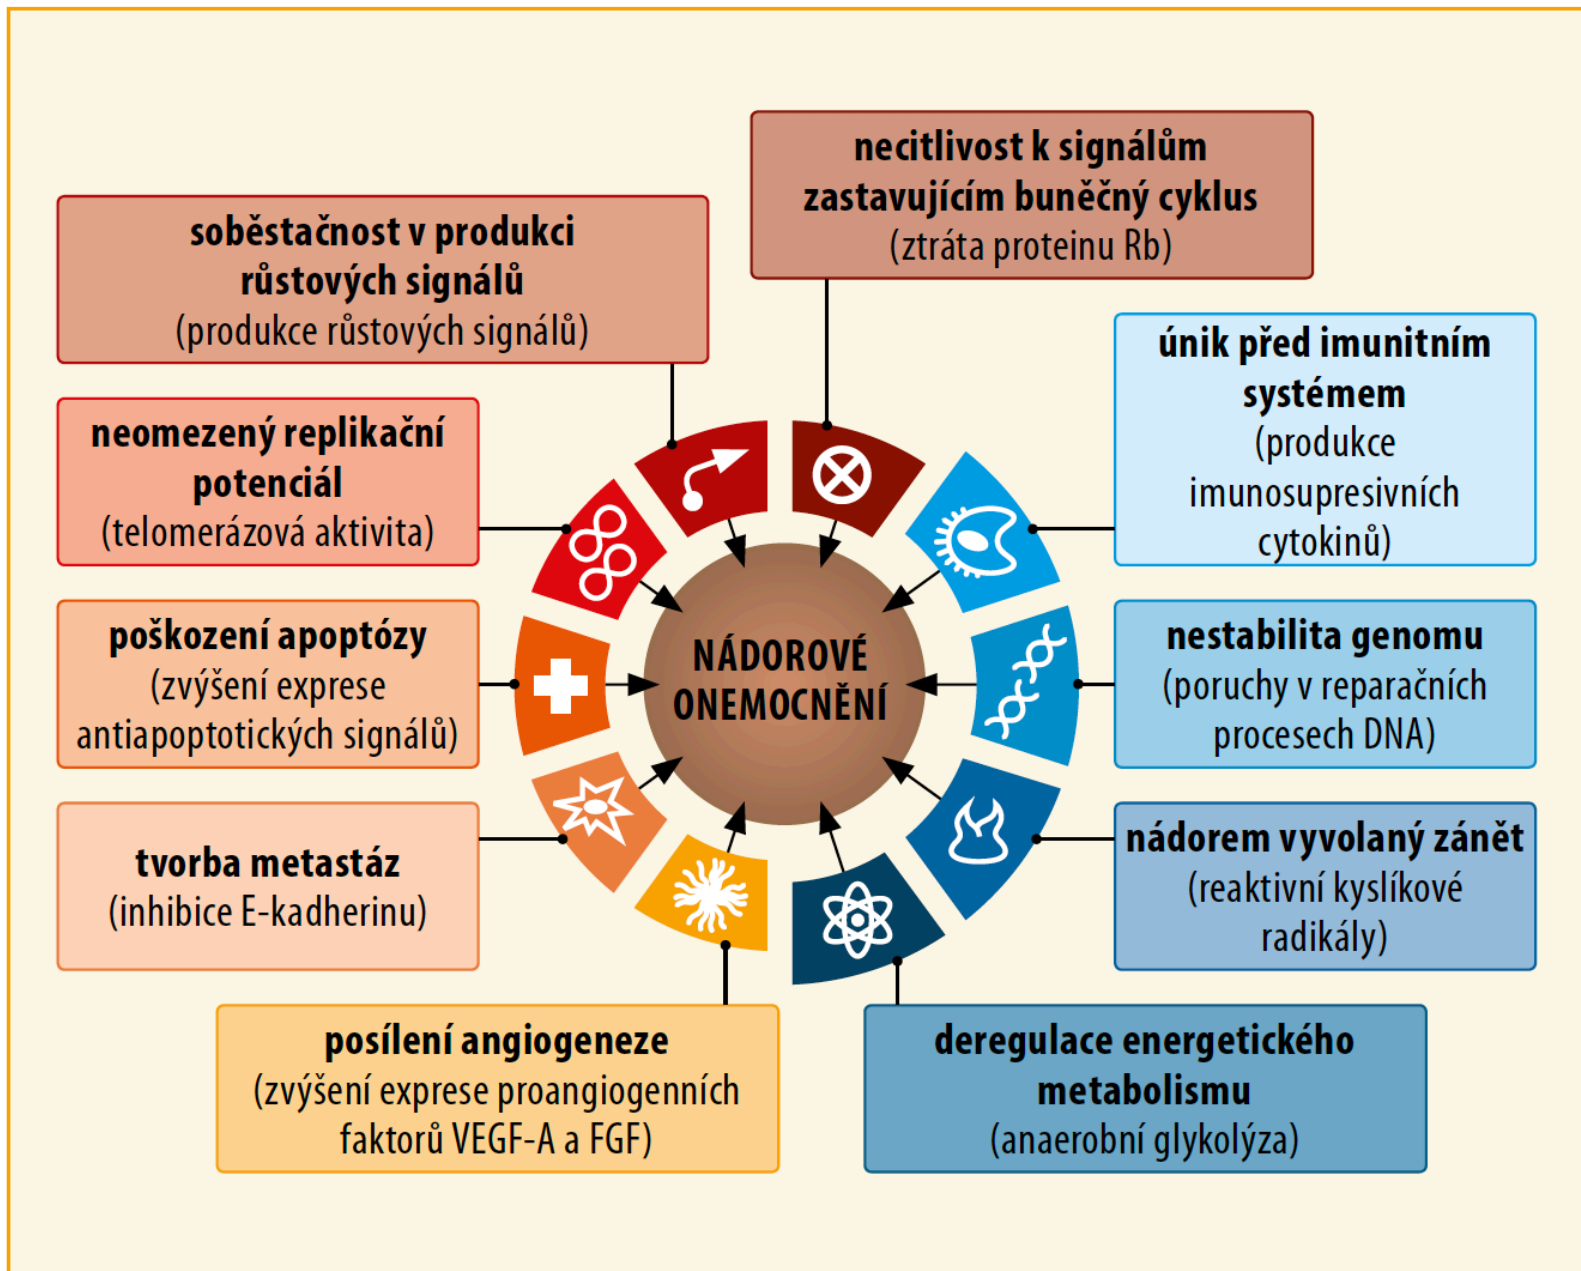 necitlivost k signálům
zastavujícím buněčný cyklus
(ztráta proteinu Rb)
soběstačnost v produkci
růstových signálů
(produkce růstových signálů)
únik před imunitním
systémem
(produkce
imunosupresivních
cytokinů)
neomezený replikační
potenciál
(telomerázová aktivita)
poškození apoptózy
(zvýšení exprese
antiapoptotických signálů)
NÁDOROVÉ
ONEMOCNĚNÍ
nestabilita genomu
(poruchy v reparačních
procesech DNA)
tvorba metastáz
(inhibice E-kadherinu)
nádorem vyvolaný zánět
(reaktivní kyslíkové
radikály)
posílení angiogeneze
(zvýšení exprese proangiogenních
faktorů VEGF-A a FGF)
deregulace energetického
metabolismu
(anaerobní glykolýza)